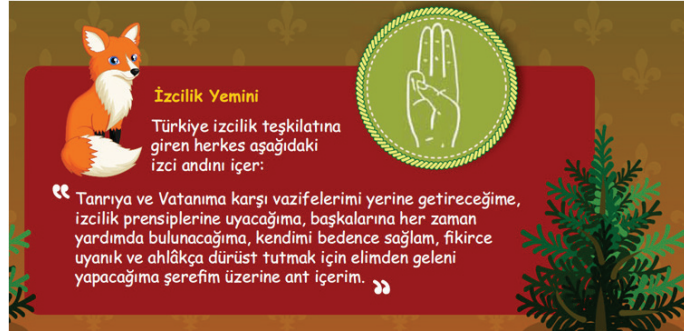 İzcilik Yemini
Türkiye izcilik teşkilatına
giren herkes aşağıdaki
izci andını içer:
“ Tanrıya ve Vatanıma karşı vazifelerimi yerine getireceğime,
izcilik prensiplerine uyacağıma, başkalarına her zaman
yardımda bulunacağıma, kendimi bedence sağlam, fikirce
uyanık ve ahlâkça dürüst tutmak için elimden geleni
yapacağıma şerefim üzerine ant içerim. ”